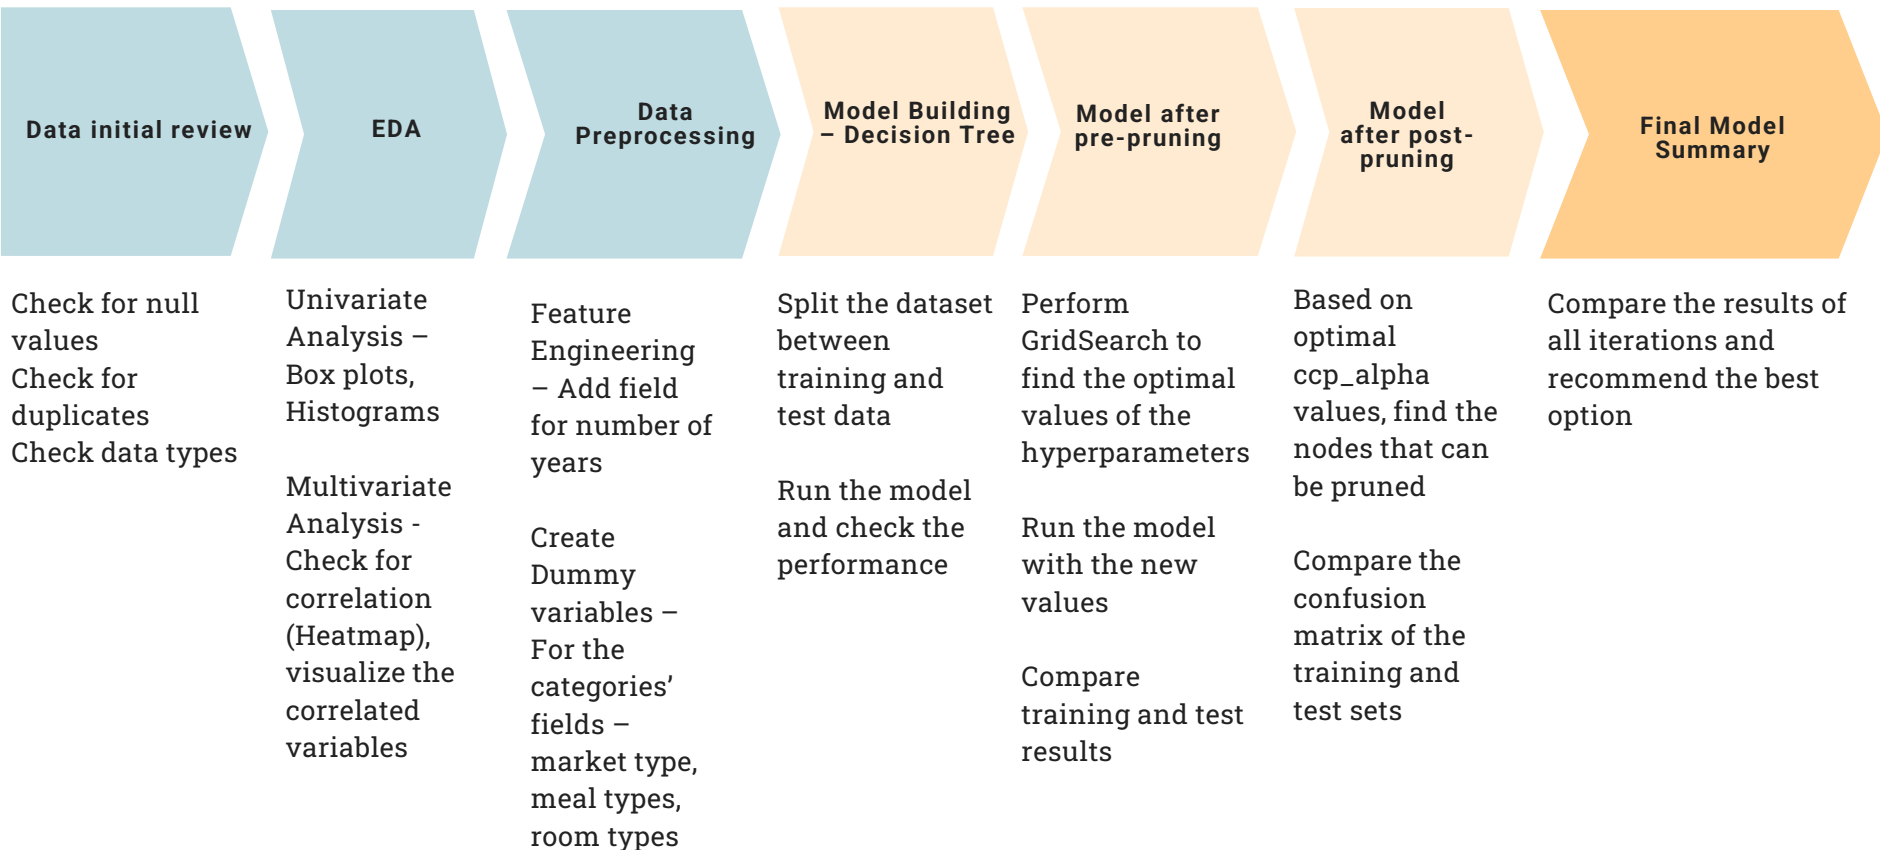 Data initial review
EDA
Data
Preprocessing
Model Building
– Decision Tree
Model after
pre-pruning
Model
after post-
pruning
Final Model
Summary
Check for null
values
Check for
duplicates
Check data types
Univariate
Analysis –
Box plots,
Histograms
Multivariate
Analysis -
Check for
correlation
(Heatmap),
visualize the
correlated
variables
Feature
Engineering
– Add field
for number of
years
Create
Dummy
variables –
For the
categories’
fields –
market type,
meal types,
room types
Split the dataset
between
training and
test data
Run the model
and check the
performance
Perform
GridSearch to
find the optimal
values of the
hyperparameters
Run the model
with the new
values
Compare
training and test
results
Based on
optimal
ccp_alpha
values, find the
nodes that can
be pruned
Compare the
confusion
matrix of the
training and
test sets
Compare the results of
all iterations and
recommend the best
option